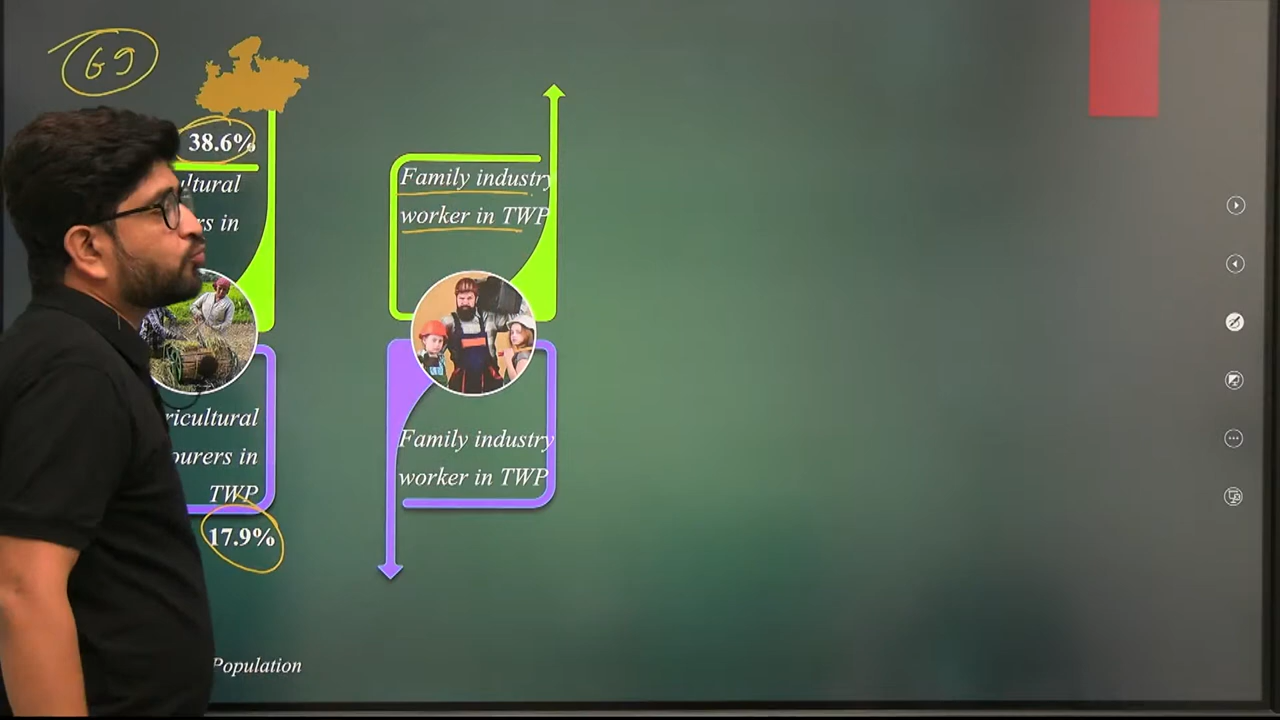 69
38.6%
ultural
rs in
Family industry
worker in TWP
ricultural
ourers in
TWP
17.9%
Family industry
worker in TWP
Population